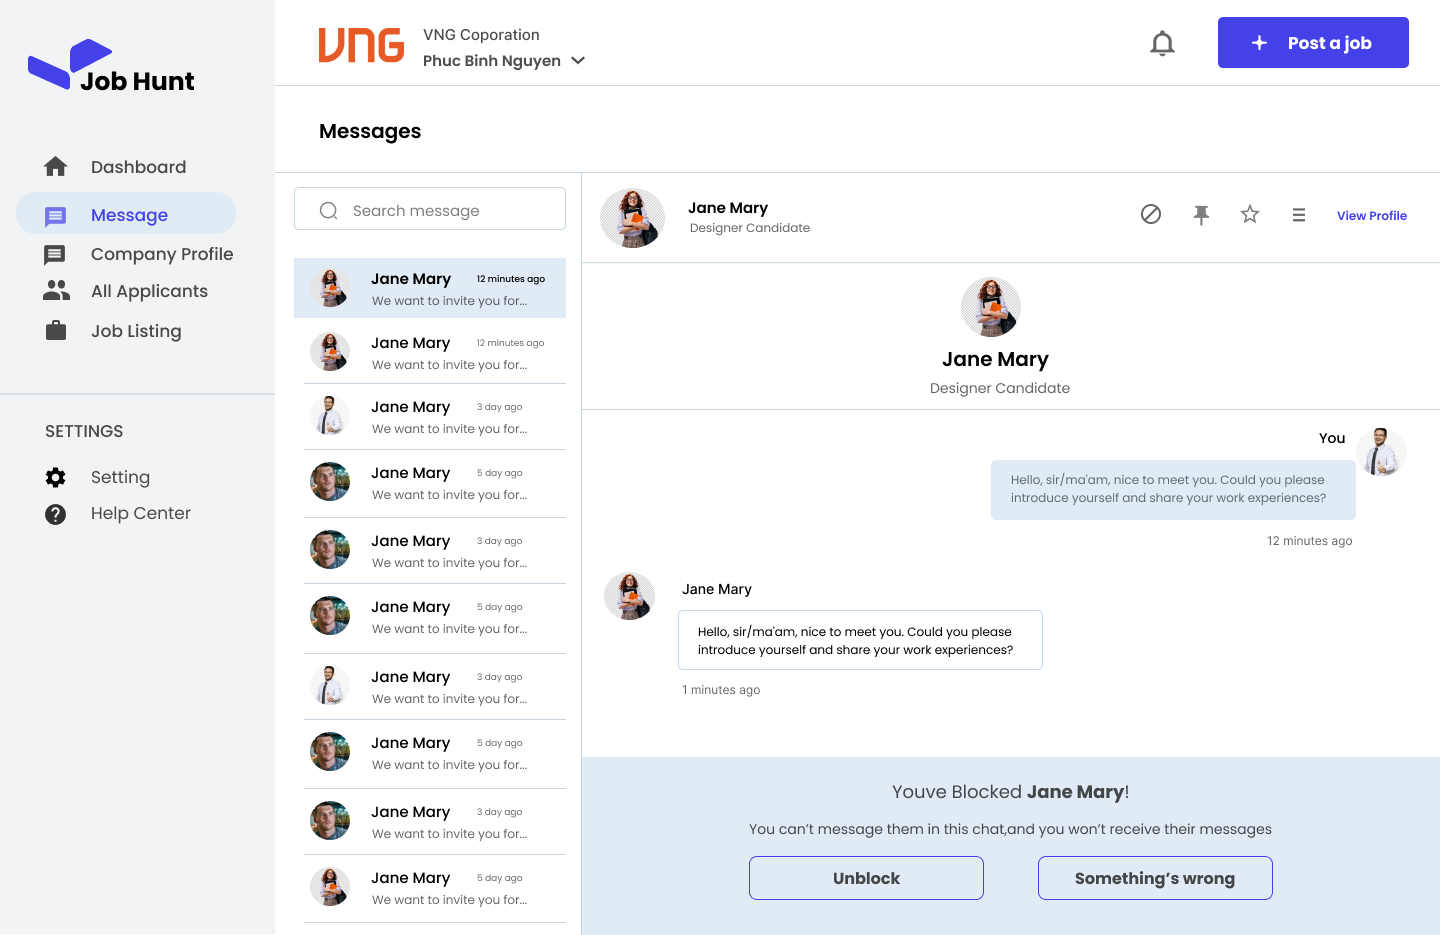 Job Hunt
Dashboard
Message
Company Profile
All Applicants
Job Listing
SETTINGS
Setting
Help Center
VNG
VNG Coporation
Phuc Binh Nguyen
Post a job
Messages
Search message
Jane Mary 12 minutes ago
We want to invite you for...
Jane Mary 12 minutes ago
We want to invite you for...
Jane Mary 3 day ago
We want to invite you for...
Jane Mary 5 day ago
We want to invite you for...
Jane Mary 3 day ago
We want to invite you for...
Jane Mary 5 day ago
We want to invite you for...
Jane Mary 3 day ago
We want to invite you for...
Jane Mary 5 day ago
We want to invite you for...
Jane Mary 3 day ago
We want to invite you for...
Jane Mary 5 day ago
We want to invite you for...
Jane Mary
Designer Candidate
View Profile
Jane Mary
Designer Candidate
You
Hello, sir/ma'am, nice to meet you. Could you please
introduce yourself and share your work experiences?
12 minutes ago
Jane Mary
Hello, sir/ma'am, nice to meet you. Could you please
introduce yourself and share your work experiences?
1 minutes ago
Youve Blocked Jane Mary!
You can't message them in this chat,and you won't receive their messages
Unblock
Something's wrong